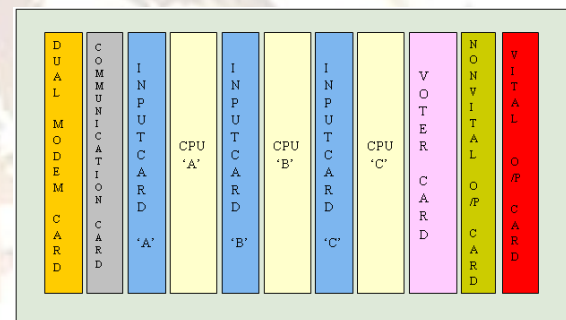 DUAL MODEM CARD
COMMUNICATION CARD
INPUT CARD 'A'
CPU
'A'
INPUT CARD 'B'
CPU
'B'
INPUT CARD 'C'
CPU
'C'
VOTER CARD
NONVITAL O/P CARD
VITAL O/P CARD